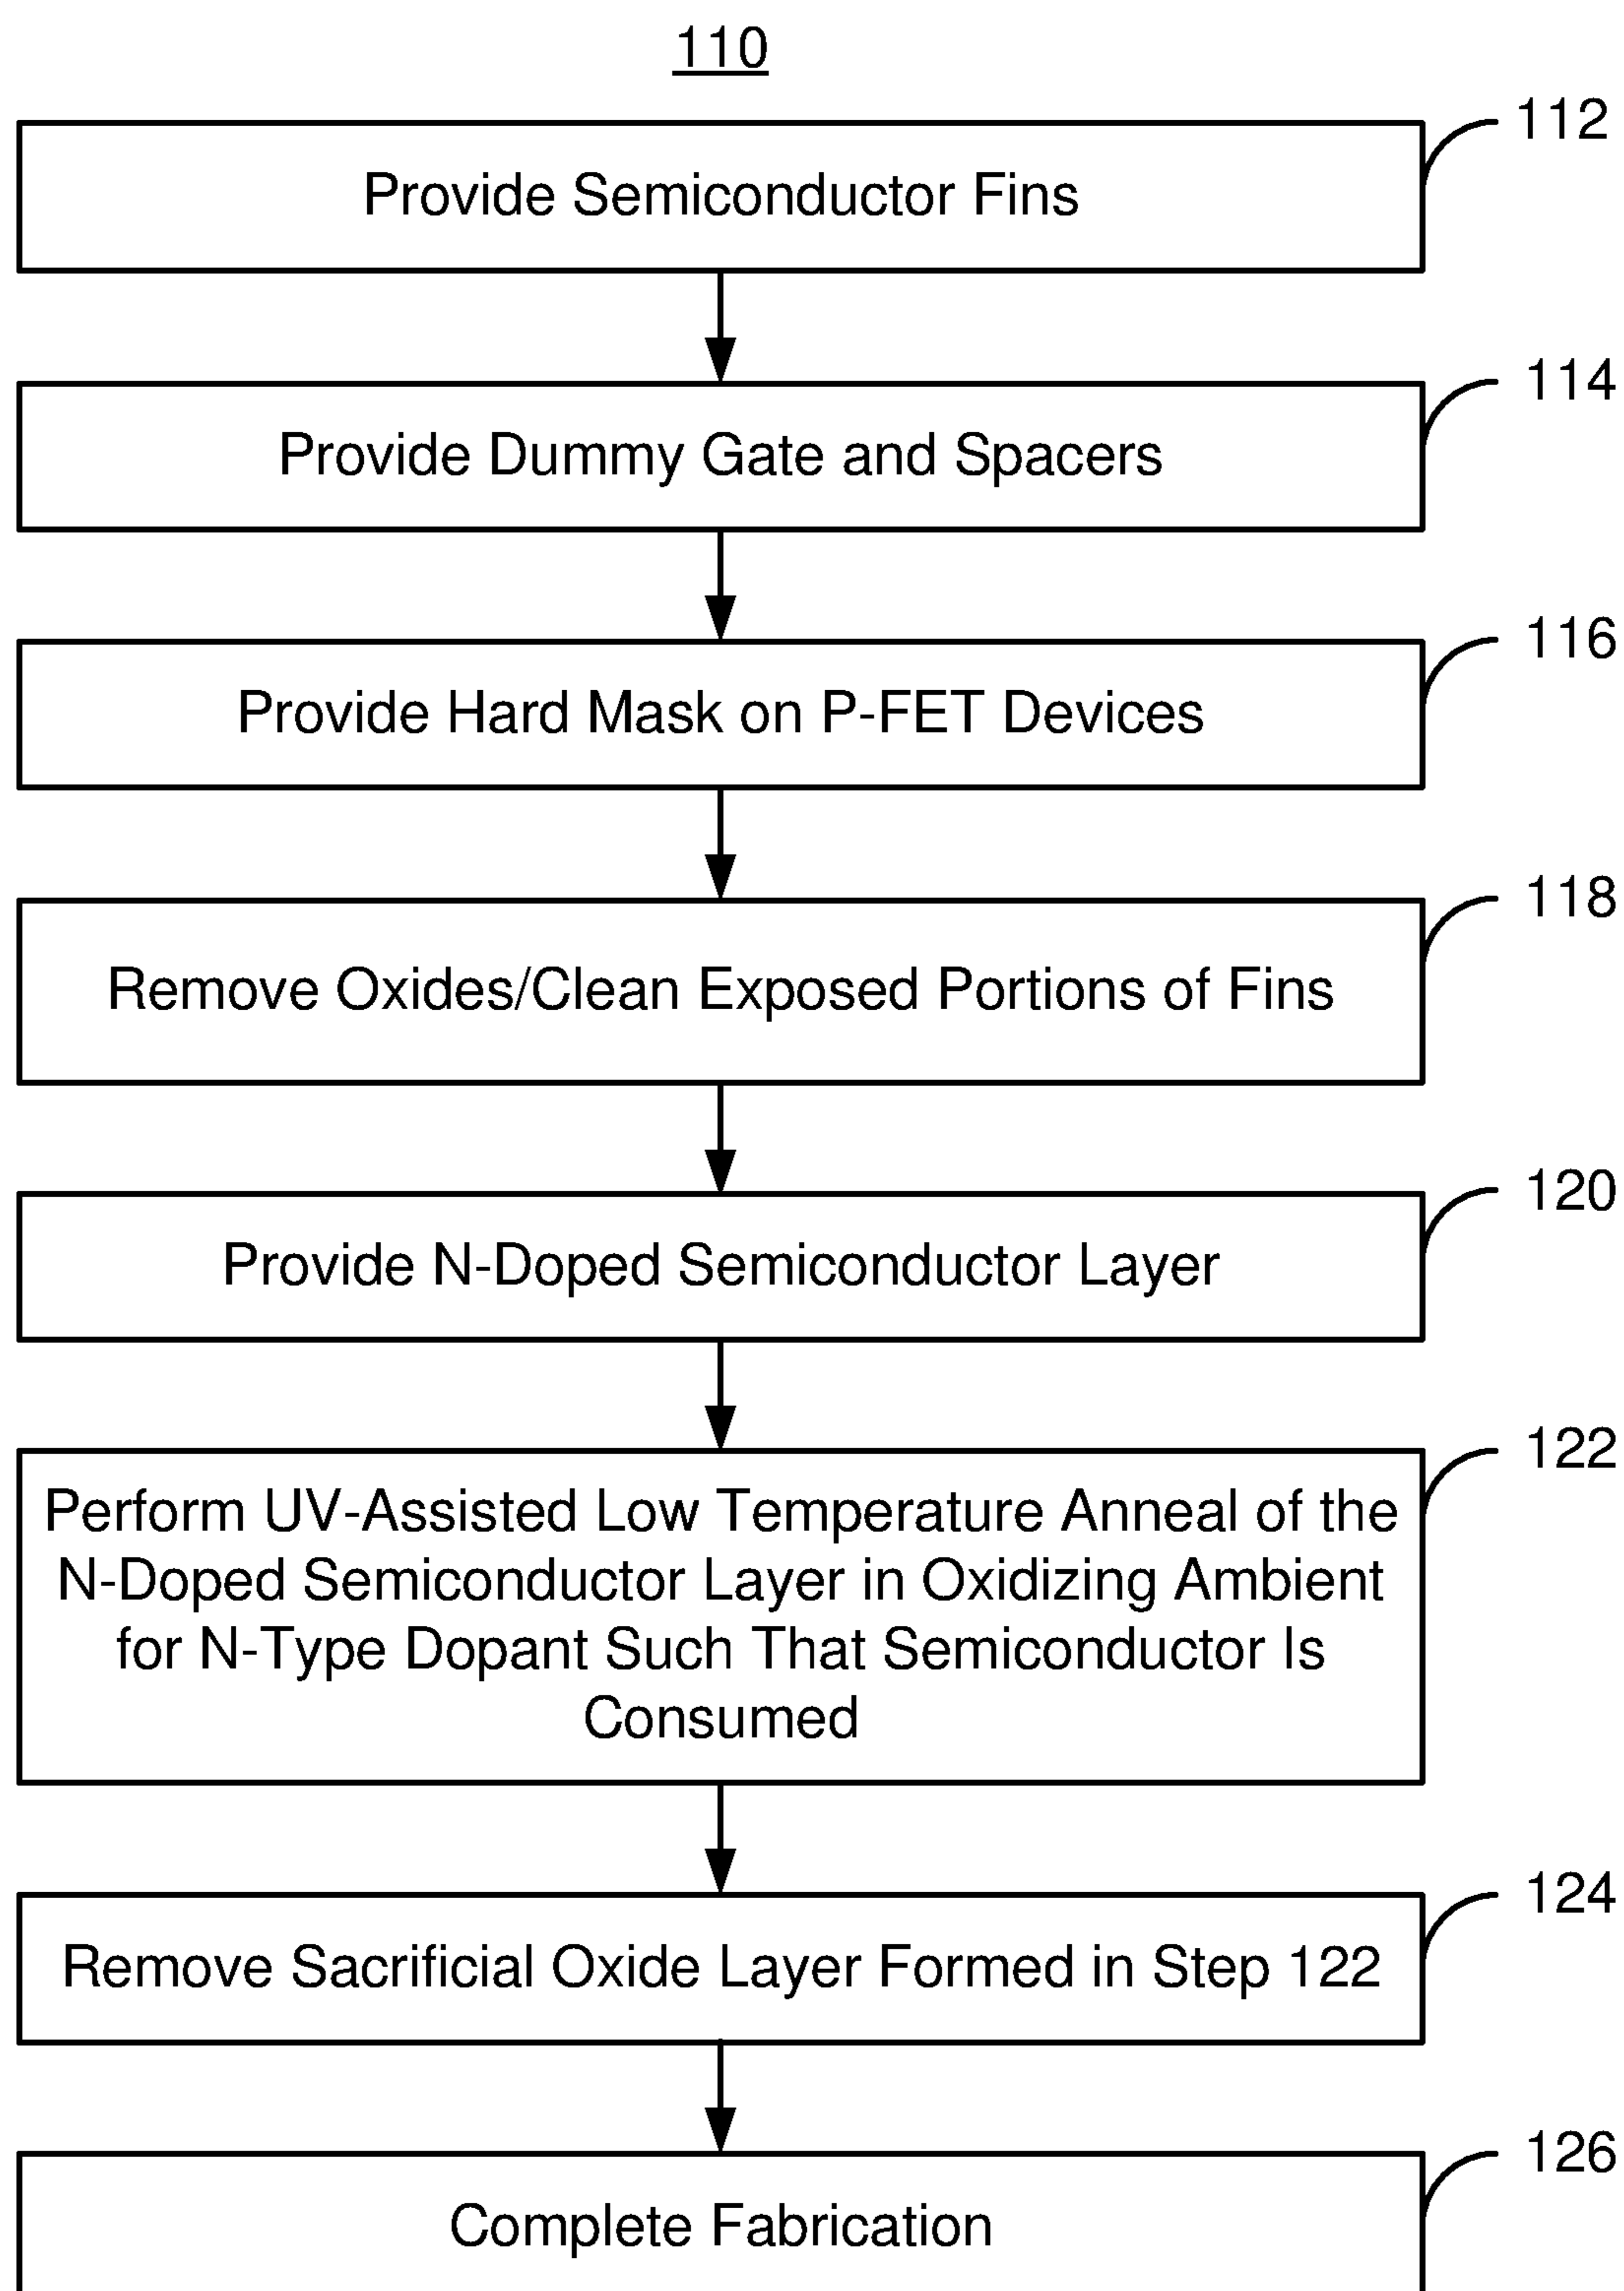 110
112
Provide Semiconductor Fins
114
Provide Dummy Gate and Spacers
116
Provide Hard Mask on P-FET Devices
118
Remove Oxides/Clean Exposed Portions of Fins
120
Provide N-Doped Semiconductor Layer
122
Perform UV-Assisted Low Temperature Anneal of the
N-Doped Semiconductor Layer in Oxidizing Ambient
for N-Type Dopant Such That Semiconductor Is
Consumed
124
Remove Sacrificial Oxide Layer Formed in Step 122
126
Complete Fabrication